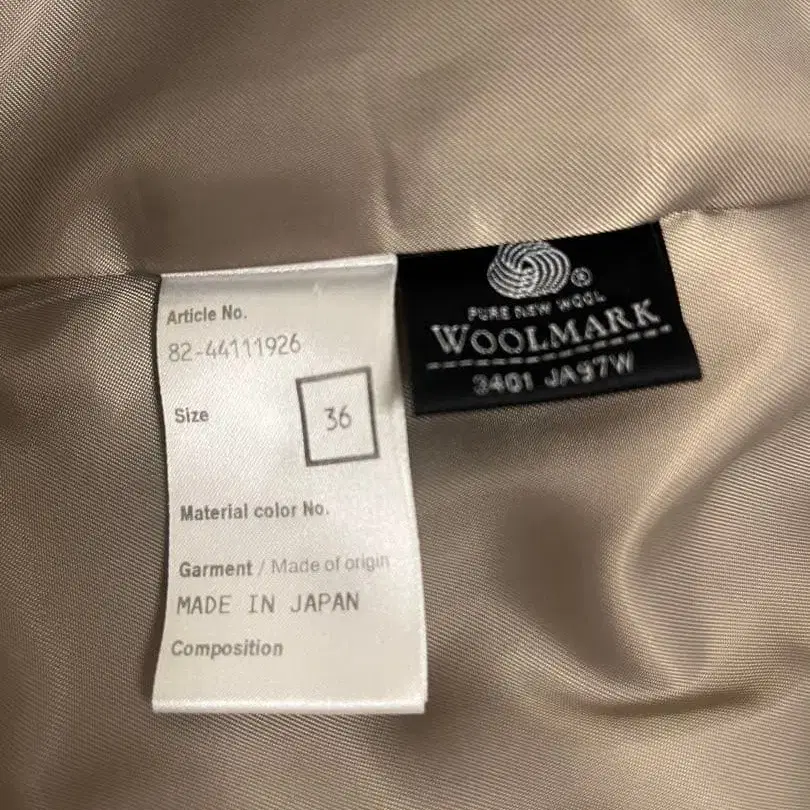 Article No.
82-44111926
Size
36
Material color No.
Garment / Made of origin
MADE IN JAPAN
Composition
®
PURE NEW WOOL
WOOLMARK
3401 JA97W